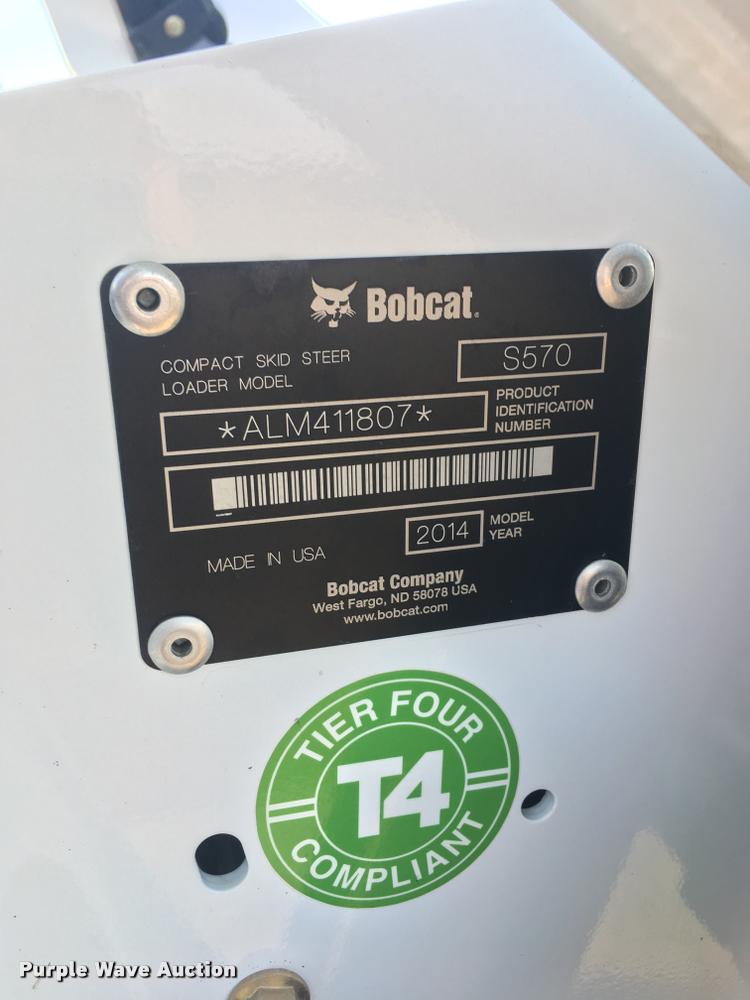 Bobcat.
COMPACT SKID STEER
LOADER MODEL
S570
*ALM411807*
PRODUCT
IDENTIFICATION
NUMBER
2014
MODEL
YEAR
MADE IN USA
Bobcat Company
West Fargo, ND 58078 USA
www.bobcat.com
TIER FOUR
T4
COMPLIANT
Purple Wave Auction